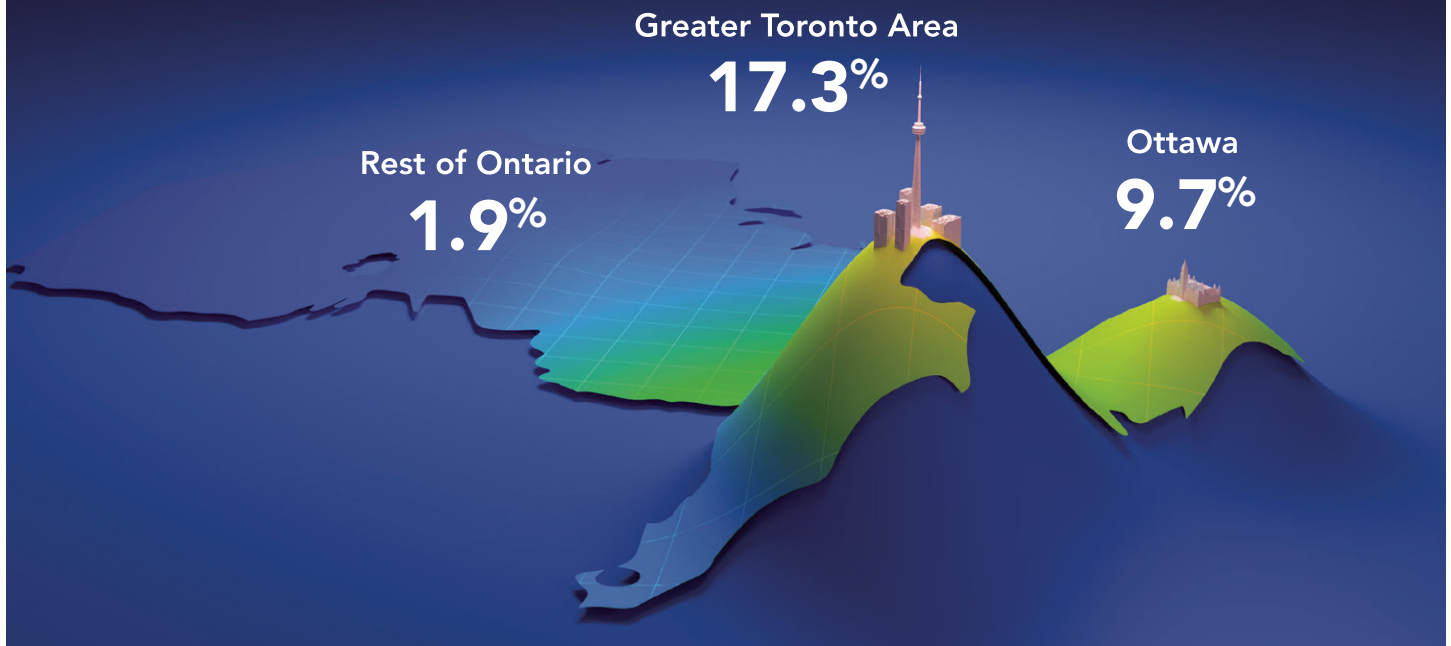 Greater Toronto Area
17.3%
Rest of Ontario
1.9%
Ottawa
9.7%